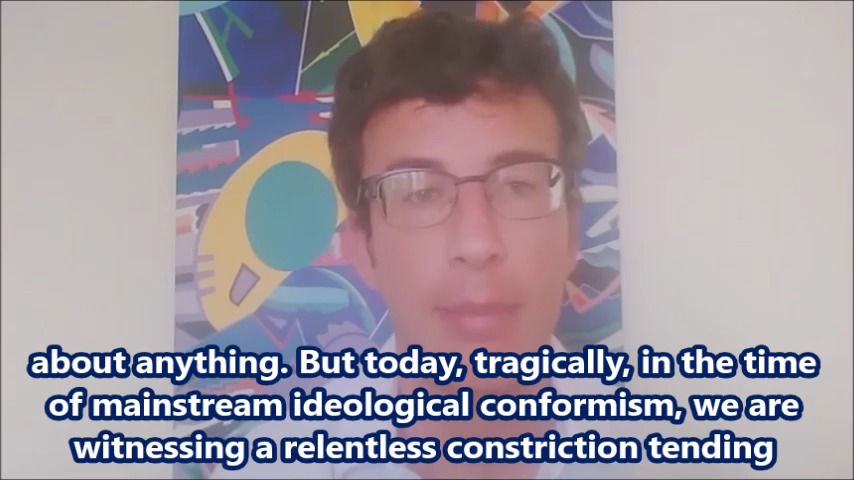 about anything. But today, tragically, in the time
of mainstream ideological conformism, we are
witnessing a relentless constriction tending